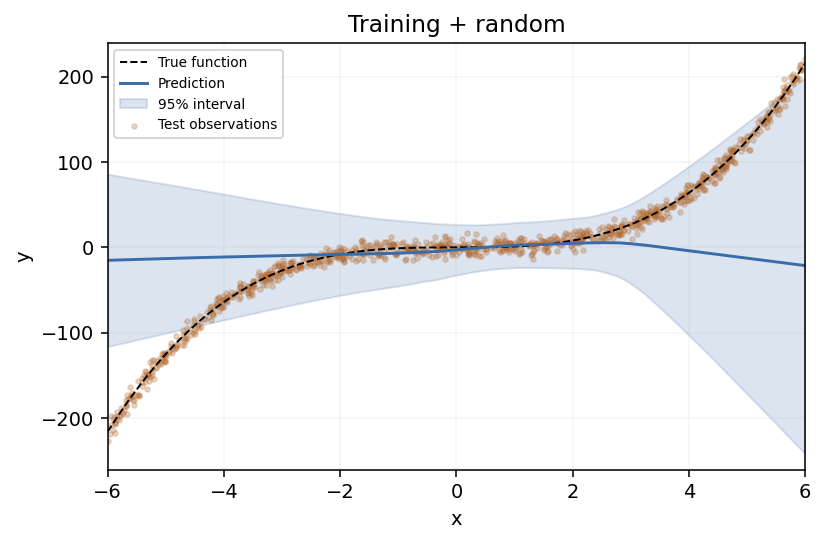 Training + random
True function
Prediction
95% interval
Test observations
y
200
100
0
−100
−200
−6
−4
−2
0
2
4
6
x